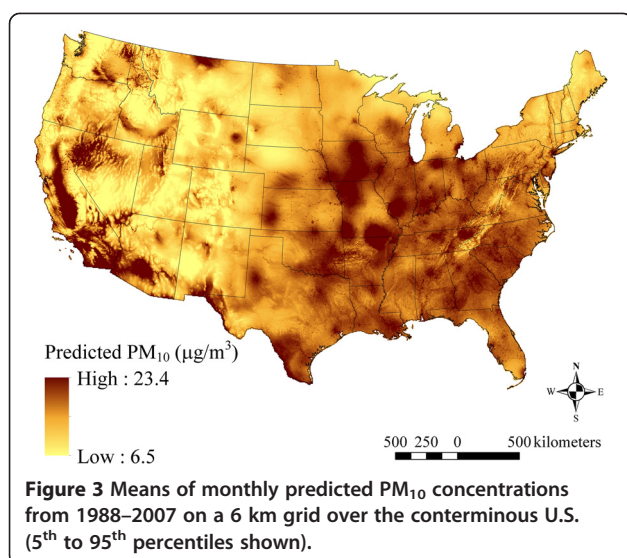 Predicted PM₁₀ (µg/m³)
High : 23.4
Low : 6.5
N
W E
S
500 250 0 500 kilometers
Figure 3 Means of monthly predicted PM₁₀ concentrations
from 1988–2007 on a 6 km grid over the conterminous U.S.
(5th to 95th percentiles shown).